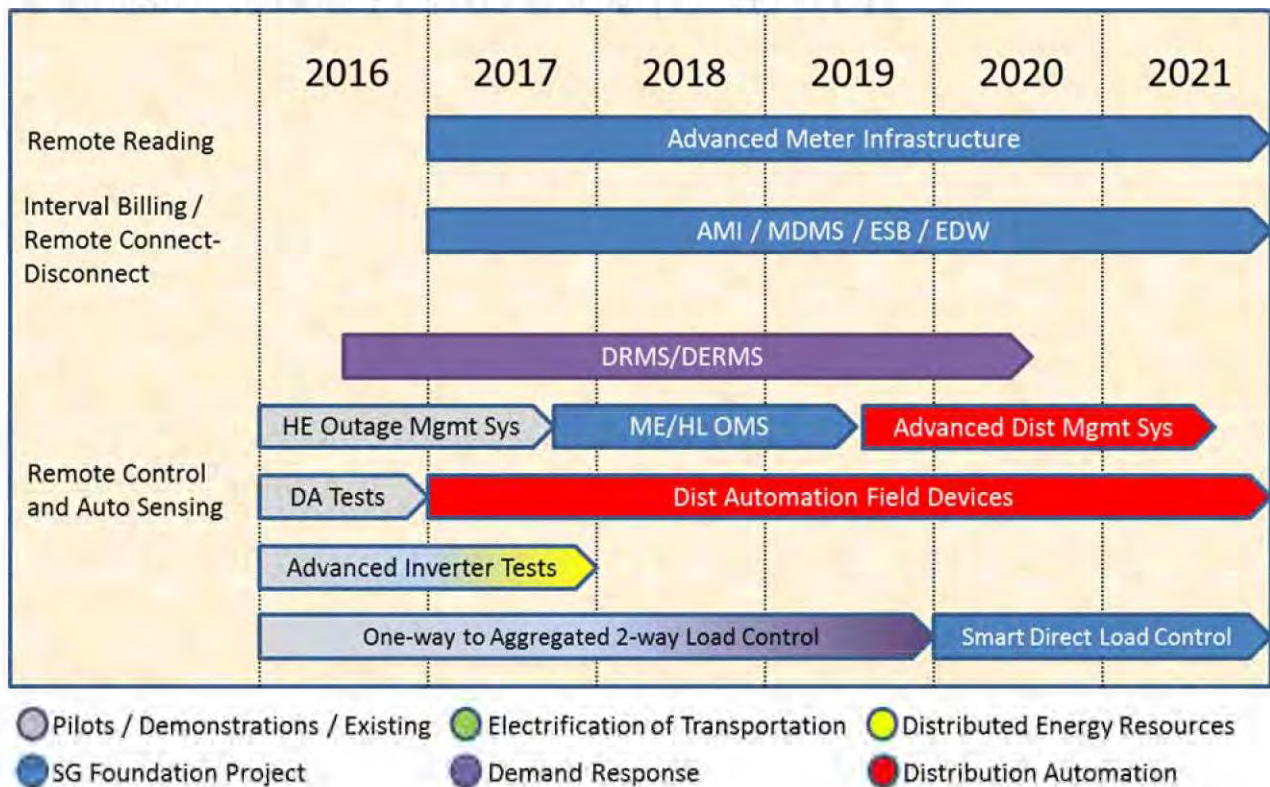 2016 2017 2018 2019 2020 2021
Remote Reading
Advanced Meter Infrastructure
Interval Billing /
Remote Connect-
Disconnect
AMI / MDMS / ESB / EDW
DRMS/DERMS
HE Outage Mgmt Sys ME/HL OMS Advanced Dist Mgmt Sys
Remote Control
and Auto Sensing
DA Tests Dist Automation Field Devices
Advanced Inverter Tests
One-way to Aggregated 2-way Load Control Smart Direct Load Control
Pilots / Demonstrations / Existing Electrification of Transportation Distributed Energy Resources
SG Foundation Project Demand Response Distribution Automation